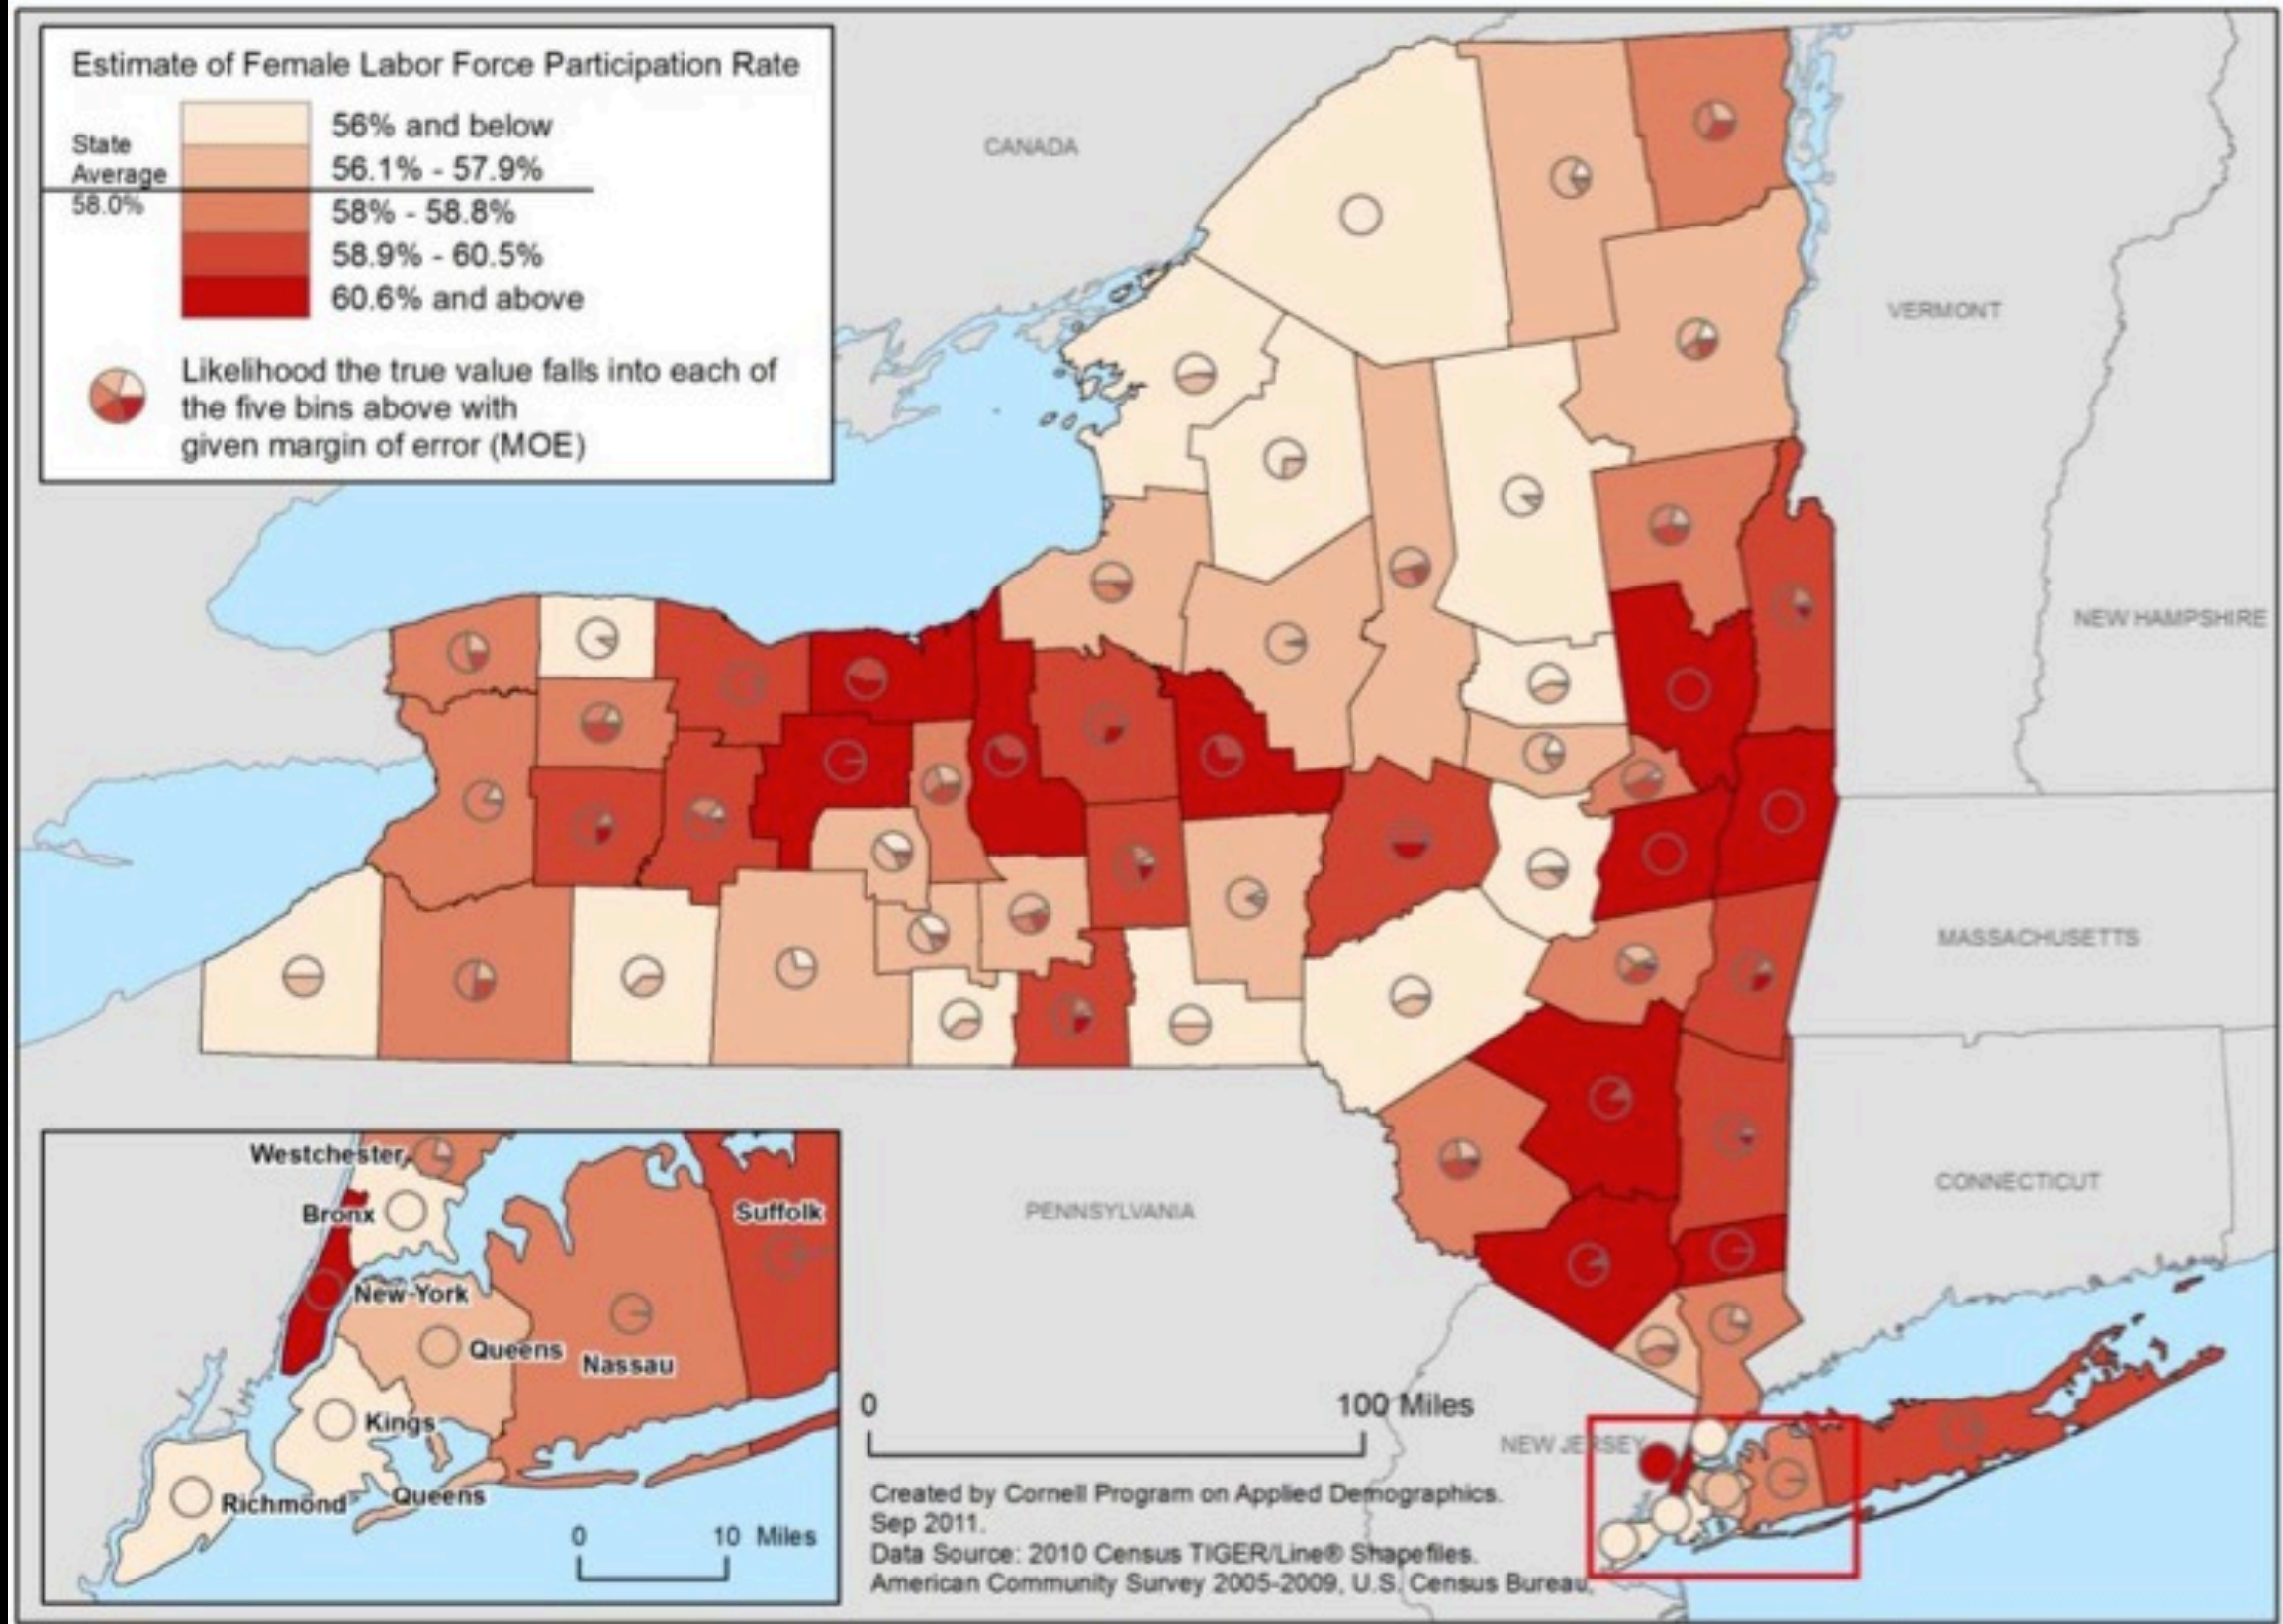 Estimate of Female Labor Force Participation Rate
State
Average
58.0%
56% and below
56.1% - 57.9%
58% - 58.8%
58.9% - 60.5%
60.6% and above
Likelihood the true value falls into each of
the five bins above with
given margin of error (MOE)
CANADA
VERMONT
NEW HAMPSHIRE
MASSACHUSETTS
CONNECTICUT
PENNSYLVANIA
NEW JERSEY
Westchester
Bronx
Suffolk
New-York
Queens
Nassau
Kings
Richmond
Queens
0 10 Miles
0 100 Miles
Created by Cornell Program on Applied Demographics.
Sep 2011.
Data Source: 2010 Census TIGER/Line® Shapefiles.
American Community Survey 2005-2009, U.S. Census Bureau,